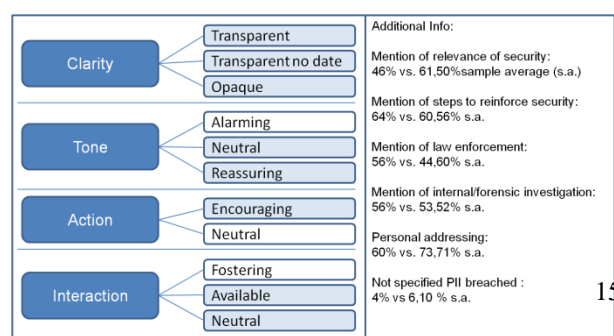 Clarity
Transparent
Transparent no date
Opaque
Tone
Alarming
Neutral
Reassuring
Action
Encouraging
Neutral
Interaction
Fostering
Available
Neutral
Additional Info:
Mention of relevance of security:
46% vs. 61,50%sample average (s.a.)
Mention of steps to reinforce security:
64% vs. 60,56% s.a.
Mention of law enforcement:
56% vs. 44,60% s.a.
Mention of internal/forensic investigation:
56% vs. 53,52% s.a.
Personal addressing:
60% vs. 73,71% s.a.
Not specified PII breached :
4% vs 6,10 % s.a.
15